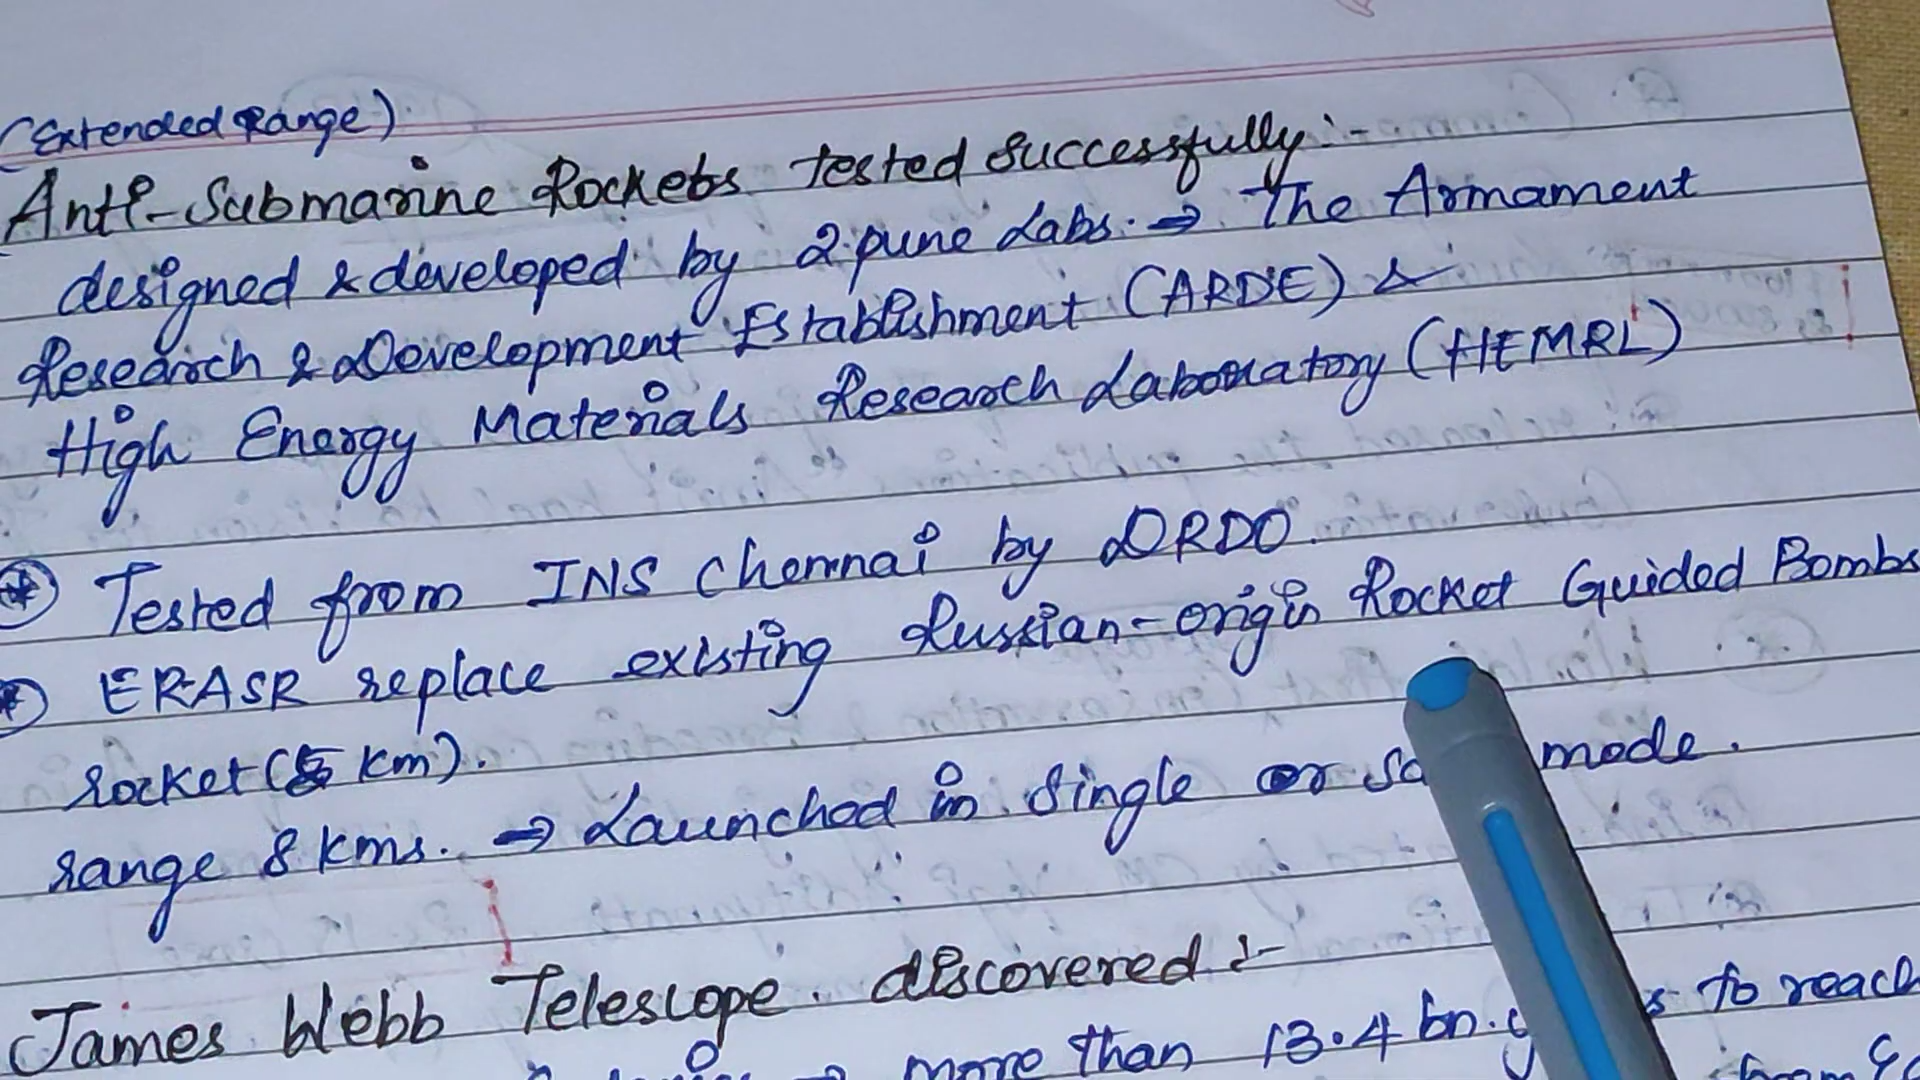 (Extended Range)
Anti-Submarine Rockets tested successfully:-
designed & developed by 2 pune Labs. → The Armament
Research & Development Establishment (ARDE) &
High Energy Materials Research Laboratory (HEMRL)
Tested from INS Chennai by DRDO.
ERASR replace existing Russian-origin Rocket Guided Bombs
rocket (5 km).
range 8 kms. → Launched in single or mode.
James Webb Telescope. discovered :-
more than 13.4 bn. to reach